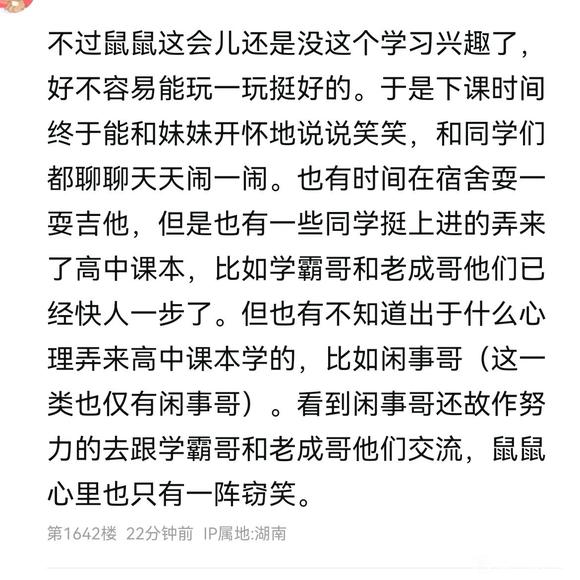 不过鼠鼠这会儿还是没这个学习兴趣了，
好不容易能玩一玩挺好的。于是下课时间
终于能和妹妹开怀地说说笑笑，和同学们
都聊聊天天闹一闹。也有时间在宿舍耍一
耍吉他，但是也有一些同学挺上进的弄来
了高中课本，比如学霸哥和老成哥他们已
经快人一步了。但也有不知道出于什么心
理弄来高中课本学的，比如闲事哥（这一
类也仅有闲事哥）。看到闲事哥还故作努
力的去跟学霸哥和老成哥他们交流，鼠鼠
心里也只有一阵窃笑。
第1642楼 22分钟前 IP属地:湖南